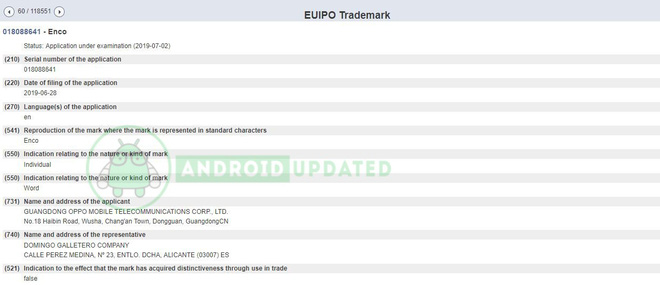 60 / 118551
EUIPO Trademark
018088641 - Enco
Status: Application under examination (2019-07-02)
(210) Serial number of the application
018088641
(220) Date of filing of the application
2019-06-28
(270) Language(s) of the application
en
(541) Reproduction of the mark where the mark is represented in standard characters
Enco
(550) Indication relating to the nature or kind of mark
Individual
(550) Indication relating to the nature or kind of mark
Word
ANDROID UPDATED
(731) Name and address of the applicant
GUANGDONG OPPO MOBILE TELECOMMUNICATIONS CORP., LTD.
No.18 Haibin Road, Wusha, Chang'an Town, Dongguan, GuangdongCN
(740) Name and address of the representative
DOMINGO GALLETERO COMPANY
CALLE PEREZ MEDINA, Nº 23, ENTLO. DCHA, ALICANTE (03007) ES
(521) Indication to the effect that the mark has acquired distinctiveness through use in trade
false